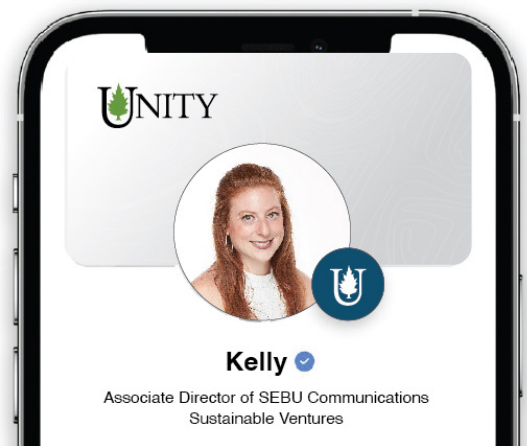 UNITY
U
Kelly
Associate Director of SEBU Communications
Sustainable Ventures